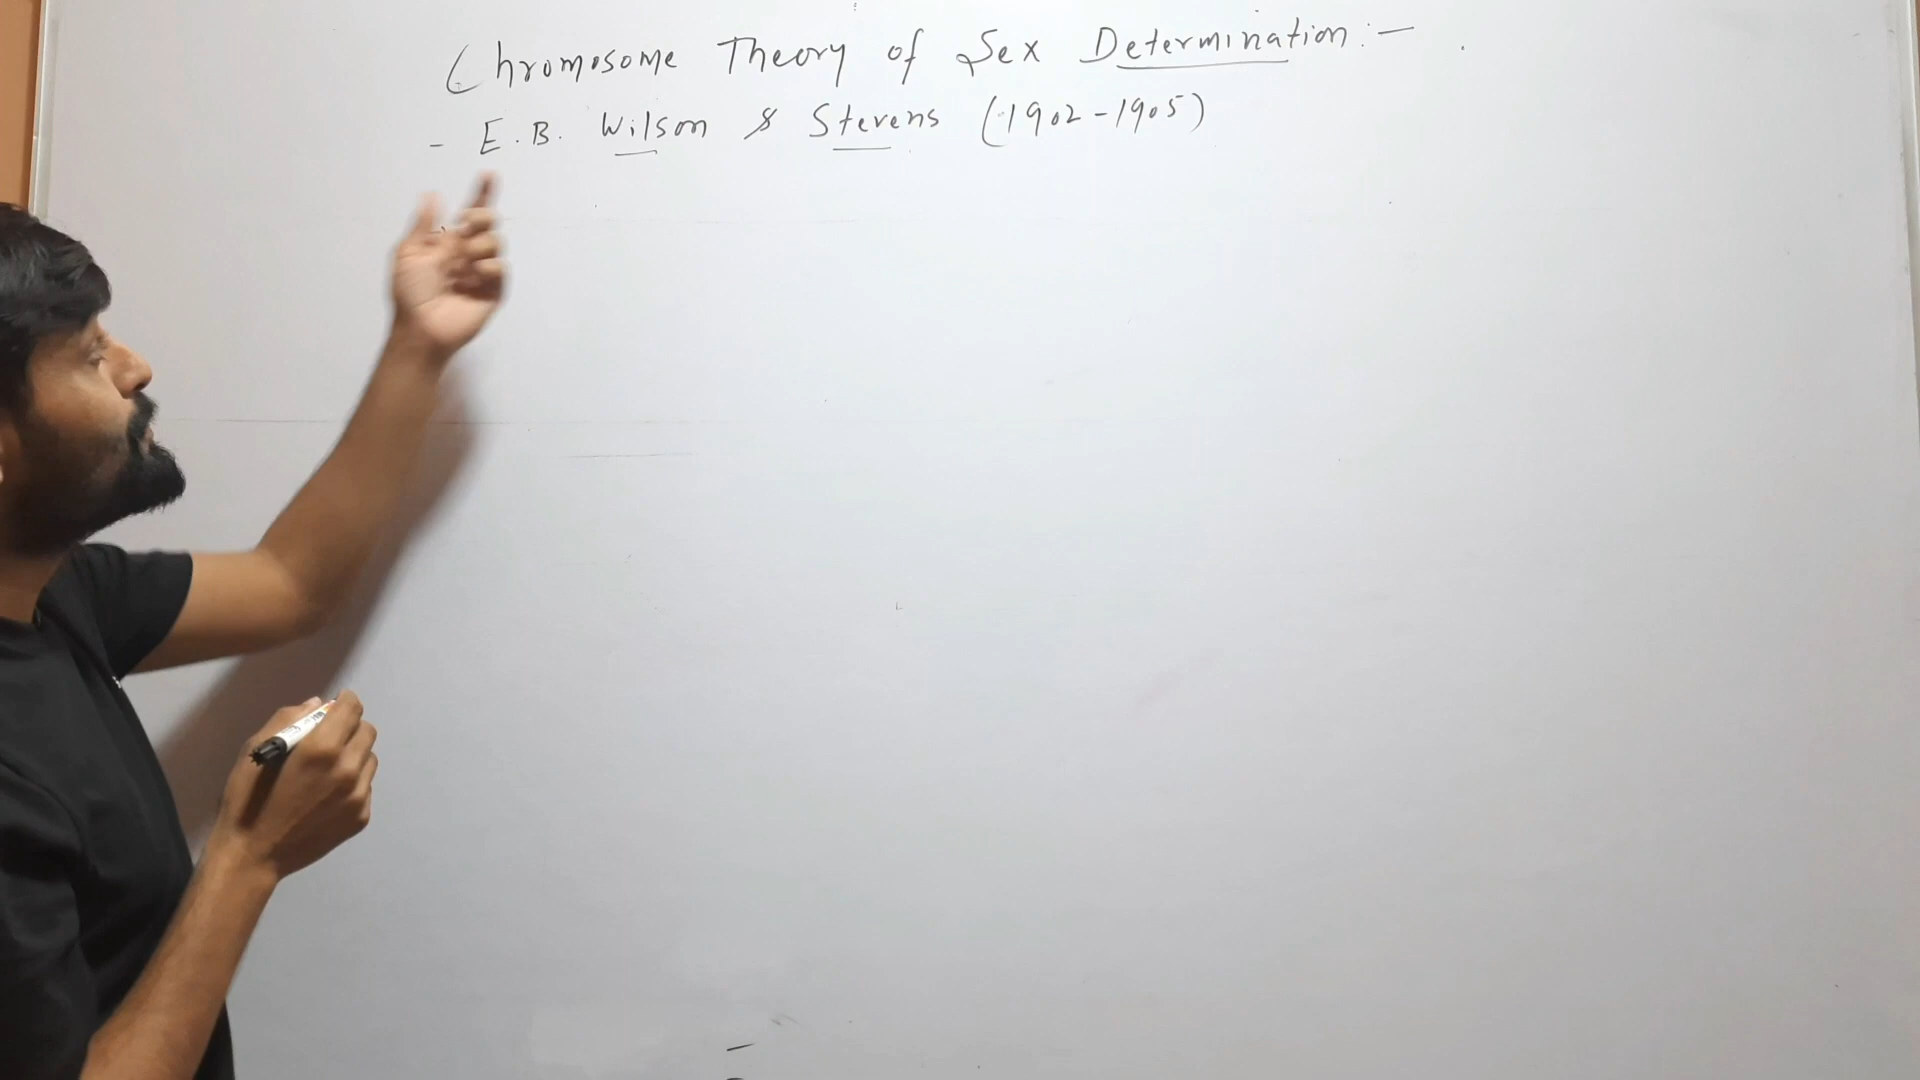 Chromosome Theory of Sex Determination :-
- E.B. Wilson & Stevens (1902-1905)